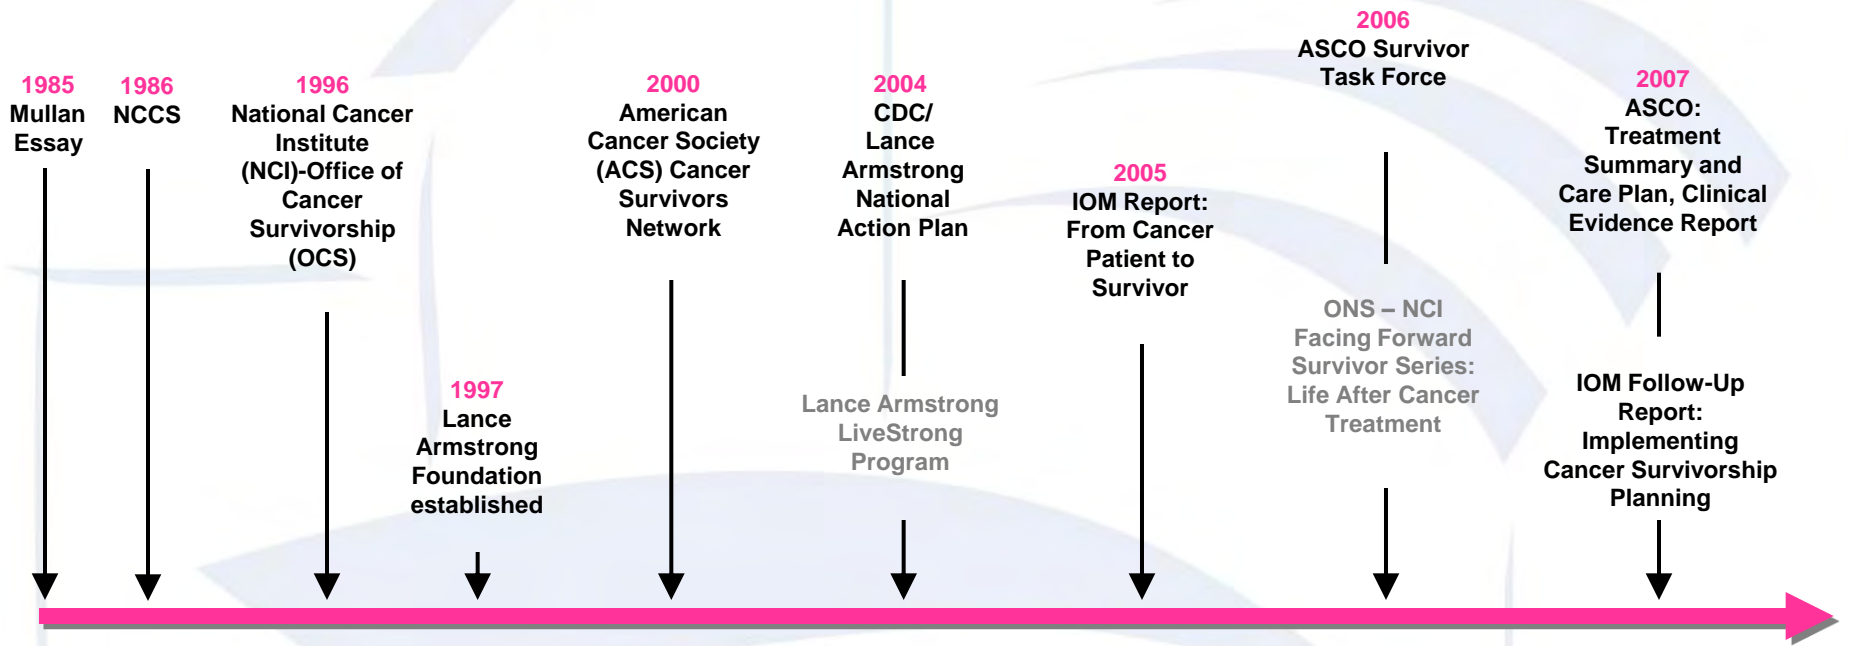 1985
Mullan
Essay
1986
NCCS
1996
National Cancer
Institute
(NCI)-Office of
Cancer
Survivorship
(OCS)
1997
Lance
Armstrong
Foundation
established
2000
American
Cancer Society
(ACS) Cancer
Survivors
Network
2004
CDC/
Lance
Armstrong
National
Action Plan
Lance Armstrong
LiveStrong
Program
2005
IOM Report:
From Cancer
Patient to
Survivor
2006
ASCO Survivor
Task Force
ONS – NCI
Facing Forward
Survivor Series:
Life After Cancer
Treatment
2007
ASCO:
Treatment
Summary and
Care Plan, Clinical
Evidence Report
IOM Follow-Up
Report:
Implementing
Cancer Survivorship
Planning